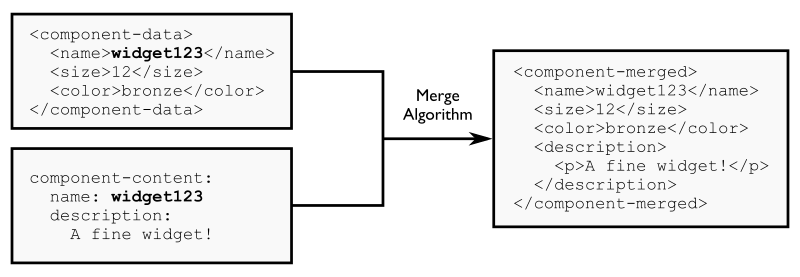 <component-data>
  <name>widget123</name>
  <size>12</size>
  <color>bronze</color>
</component-data>
component-content:
  name: widget123
  description:
    A fine widget!
Merge
Algorithm
<component-merged>
  <name>widget123</name>
  <size>12</size>
  <color>bronze</color>
  <description>
    <p>A fine widget!</p>
  </description>
</component-merged>